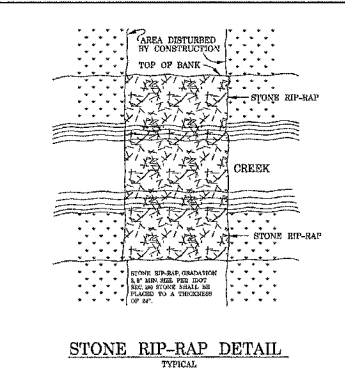 AREA DISTURBED
BY CONSTRUCTION
TOP OF BANK
STONE RIP-RAP
CREEK
STONE RIP-RAP
STONE RIP-RAP, GRADATION
MIN SIZE PER IDOT
SEC. STONE SHALL BE
PLACED TO A THICKNESS
OF 24".
STONE RIP-RAP DETAIL
TYPICAL